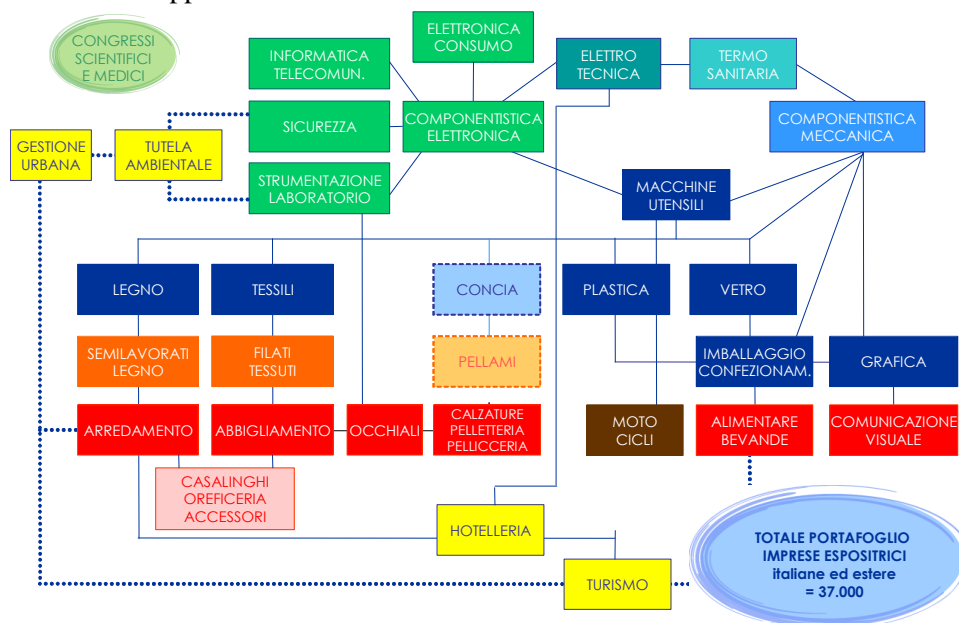 CONGRESSI
SCIENTIFICI
E MEDICI
INFORMATICA
TELECOMUN.
ELETTRONICA
CONSUMO
ELETTRO
TECNICA
TERMO
SANITARIA
SICUREZZA
COMPONENTISTICA
ELETTRONICA
COMPONENTISTICA
MECCANICA
GESTIONE
URBANA
TUTELA
AMBIENTALE
STRUMENTAZIONE
LABORATORIO
MACCHINE
UTENSILI
LEGNO
TESSILI
CONCIA
PLASTICA
VETRO
SEMILAVORATI
LEGNO
FILATI
TESSUTI
PELLAMI
IMBALLAGGIO
CONFEZIONAM.
GRAFICA
ARREDAMENTO
ABBIGLIAMENTO
OCCHIALI
CALZATURE
PELLETTERIA
PELLICCERIA
MOTO
CICLI
ALIMENTARE
BEVANDE
COMUNICAZIONE
VISUALE
CASALINGHI
OREFICERIA
ACCESSORI
HOTELLERIA
TURISMO
TOTALE PORTAFOGLIO
IMPRESE ESPOSITRICI
italiane ed estere
= 37.000